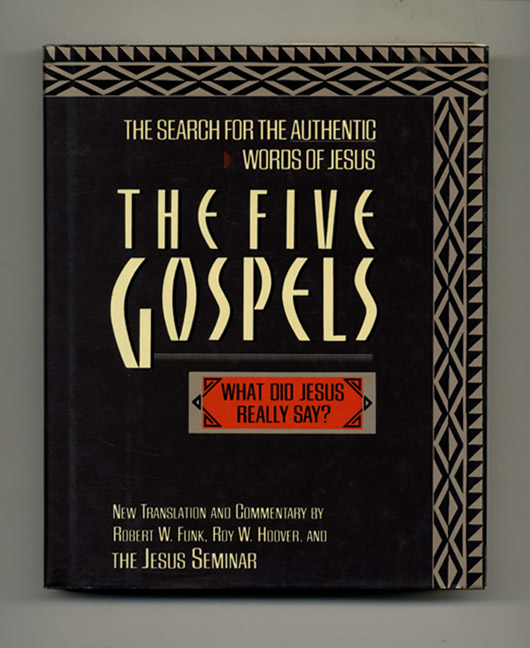 THE SEARCH FOR THE AUTHENTIC
WORDS OF JESUS
THE FIVE
GOSPELS
WHAT DID JESUS
REALLY SAY?
NEW TRANSLATION AND COMMENTARY BY
ROBERT W. FUNK, ROY W. HOOVER, AND
THE JESUS SEMINAR